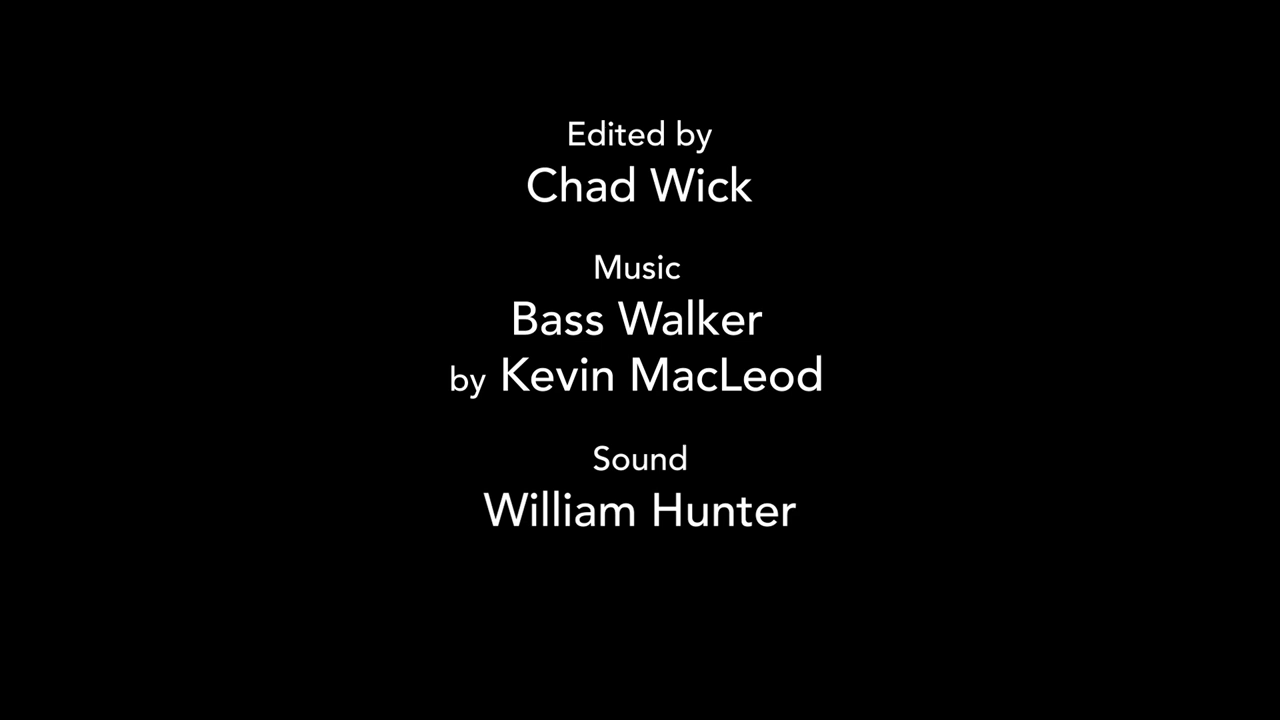 Edited by
Chad Wick
Music
Bass Walker
by Kevin MacLeod
Sound
William Hunter